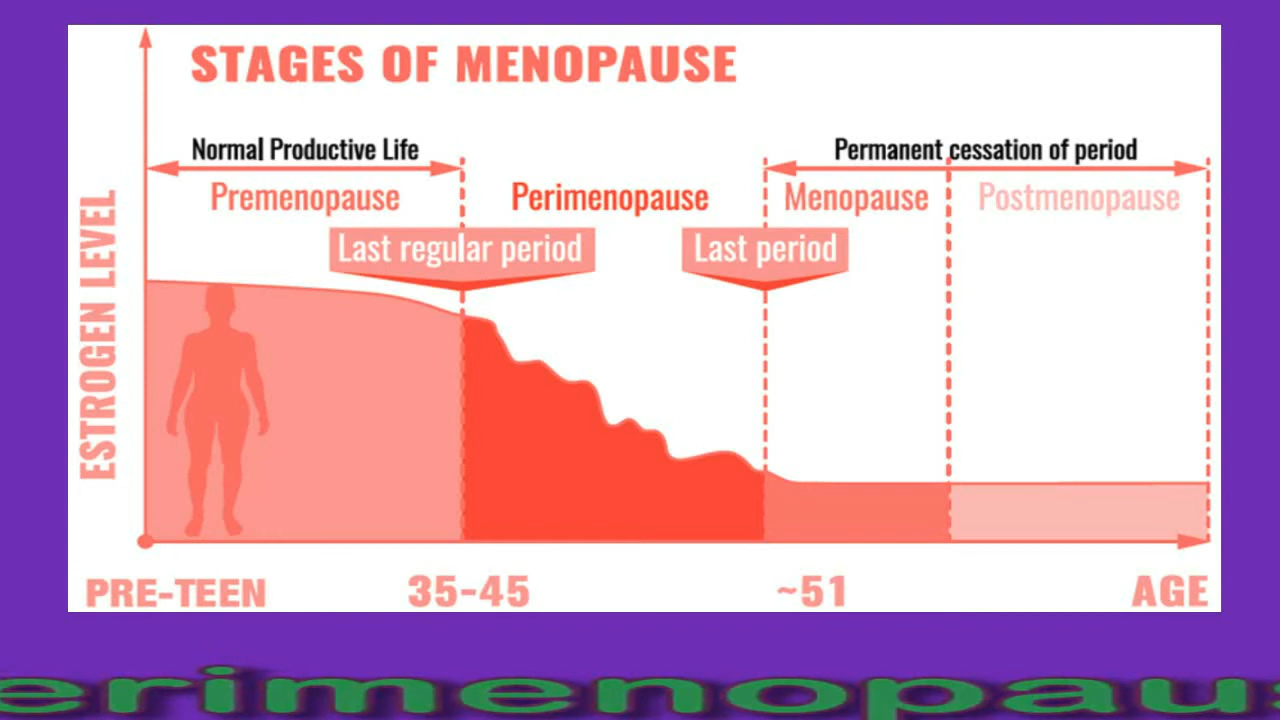 STAGES OF MENOPAUSE
Normal Productive Life
Permanent cessation of period
Premenopause
Perimenopause
Menopause
Postmenopause
Last regular period
Last period
ESTROGEN LEVEL
PRE-TEEN
35-45
~51
AGE
erimenopaus